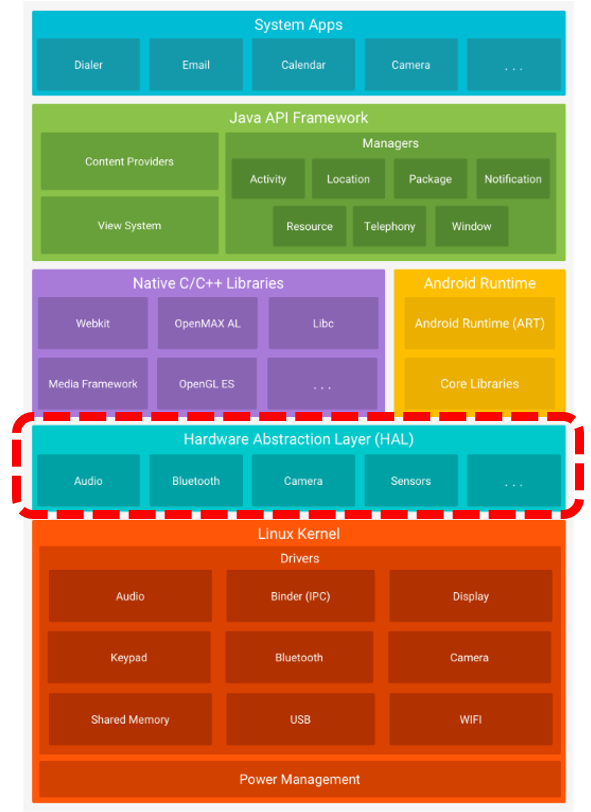 System Apps
Dialer Email Calendar Camera ...
Java API Framework
Content Providers
View System
Managers
Activity Location Package Notification
Resource Telephony Window
Native C/C++ Libraries
Webkit OpenMAX AL Libc
Media Framework OpenGL ES ...
Android Runtime
Android Runtime (ART)
Core Libraries
Hardware Abstraction Layer (HAL)
Audio Bluetooth Camera Sensors ...
Linux Kernel
Drivers
Audio Binder (IPC) Display
Keypad Bluetooth Camera
Shared Memory USB WIFI
Power Management